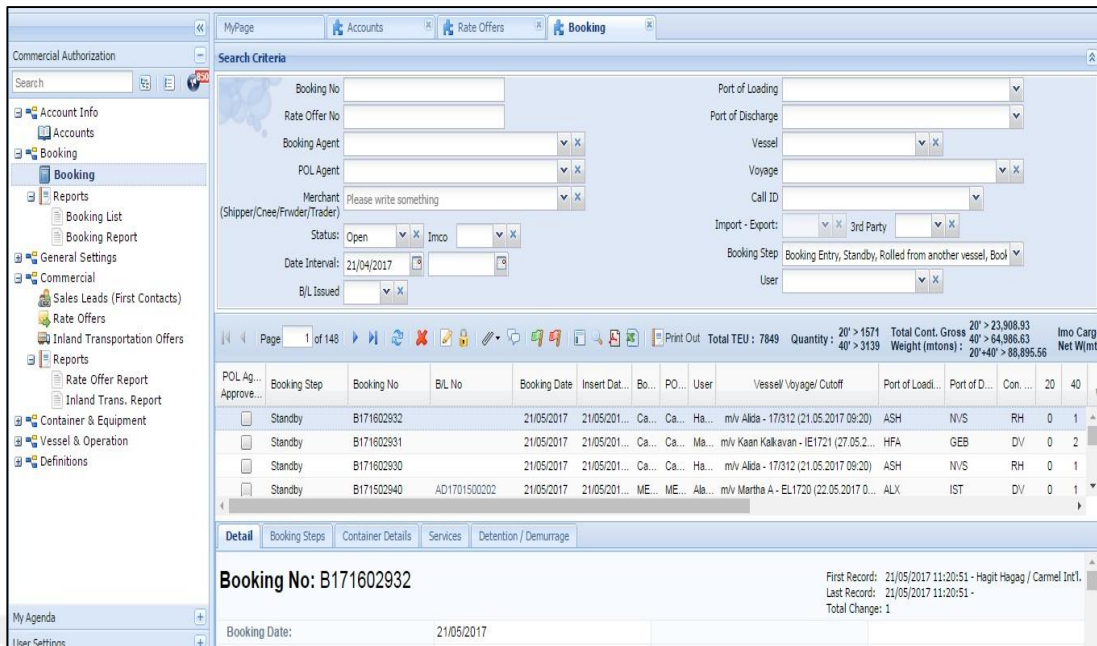 MyPage Accounts Rate Offers Booking
Commercial Authorization
Search
850
Account Info
Accounts
Booking
Booking
Reports
Booking List
Booking Report
General Settings
Commercial
Sales Leads (First Contacts)
Rate Offers
Inland Transportation Offers
Reports
Rate Offer Report
Inland Trans. Report
Container & Equipment
Vessel & Operation
Definitions
My Agenda
User Settings
Search Criteria
Booking No
Rate Offer No
Booking Agent
POL Agent
Merchant Please write something
(Shipper/Cnee/Frwder/Trader)
Status: Open Imco
Date Interval: 21/04/2017
B/L Issued
Port of Loading
Port of Discharge
Vessel
Voyage
Call ID
Import - Export: 3rd Party
Booking Step Booking Entry, Standby, Rolled from another vessel, Book
User
Page 1 of 148 Print Out Total TEU : 7849 Quantity : 20' > 1571 40' > 3139 Total Cont. Gross Weight (mtons) : 20' > 23,908.93 40' > 64,986.63 20'+40' > 88,895.56 Imo Carg Net W(mt
POL Ag... Approve... Booking Step Booking No B/L No Booking Date Insert Dat... Bo... PO... User Vessel/ Voyage/ Cutoff Port of Loadi... Port of D... Con. ... 20 40
Standby B171602932 21/05/2017 21/05/201... Ca... Ca... Ha... m/v Alida - 17/312 (21.05.2017 09:20) ASH NVS RH 0 1
Standby B171602931 21/05/2017 21/05/201... Ca... Ca... Ma... m/v Kaan Kalkavan - IE1721 (27.05.2... HFA GEB DV 0 2
Standby B171602930 21/05/2017 21/05/201... Ca... Ca... Ha... m/v Alida - 17/312 (21.05.2017 09:20) ASH NVS RH 0 1
Standby B171502940 AD1701500202 21/05/2017 21/05/201... ME... ME... Ala... m/v Martha A - EL1720 (22.05.2017 0... ALX IST DV 0 1
Detail Booking Steps Container Details Services Detention / Demurrage
Booking No: B171602932
First Record: 21/05/2017 11:20:51 - Hagit Hagag / Carmel Int'l.
Last Record: 21/05/2017 11:20:51 -
Total Change: 1
Booking Date: 21/05/2017